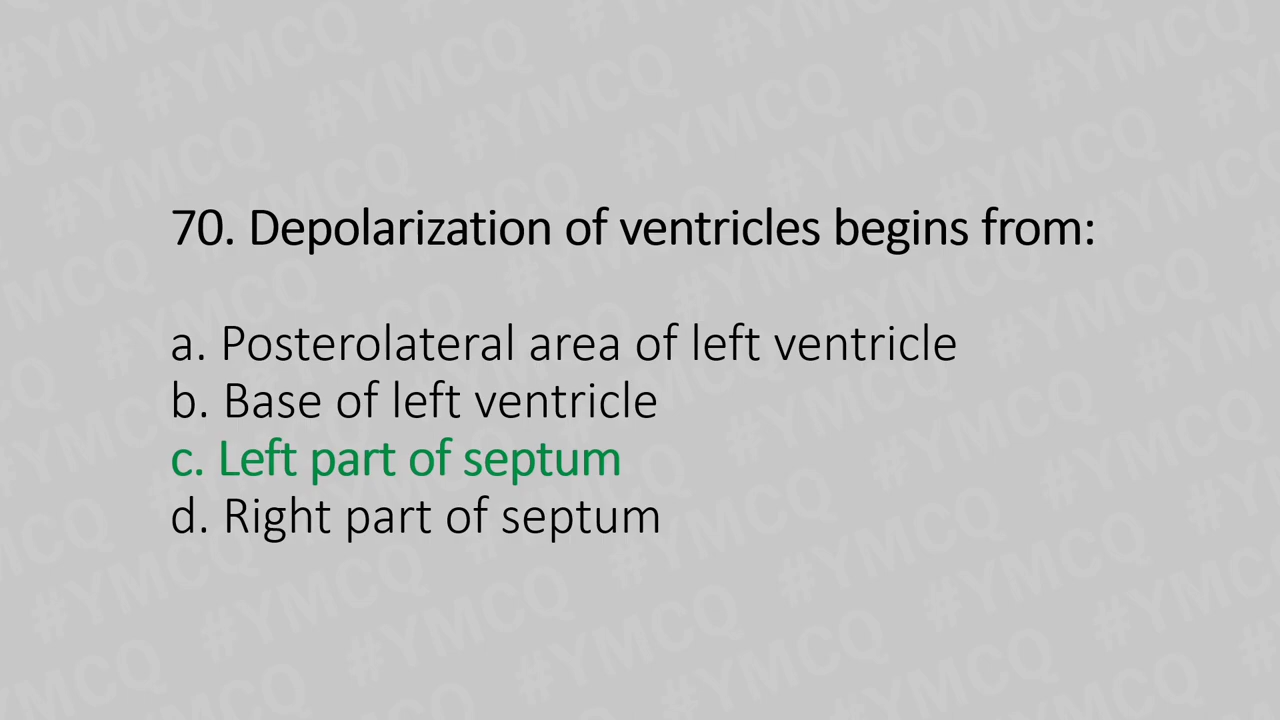 70. Depolarization of ventricles begins from:
a. Posterolateral area of left ventricle
b. Base of left ventricle
c. Left part of septum
d. Right part of septum
#YMCQ